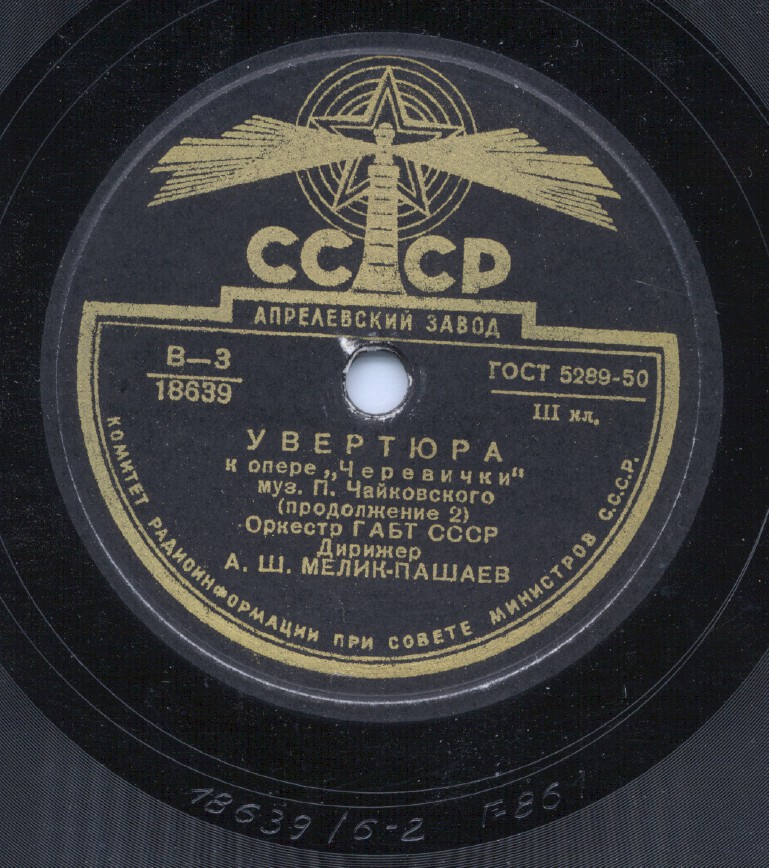 СССР
АПРЕЛЕВСКИЙ ЗАВОД
В—3
18639
ГОСТ 5289-50
III кл.
УВЕРТЮРА
к опере „Черевички“
муз. П. Чайковского
(продолжение 2)
Оркестр ГАБТ СССР
Дирижер
А. Ш. МЕЛИК-ПАШАЕВ
КОМИТЕТ РАДИОИНФОРМАЦИИ ПРИ СОВЕТЕ МИНИСТРОВ С.С.С.Р.
18639/6-2 F=86